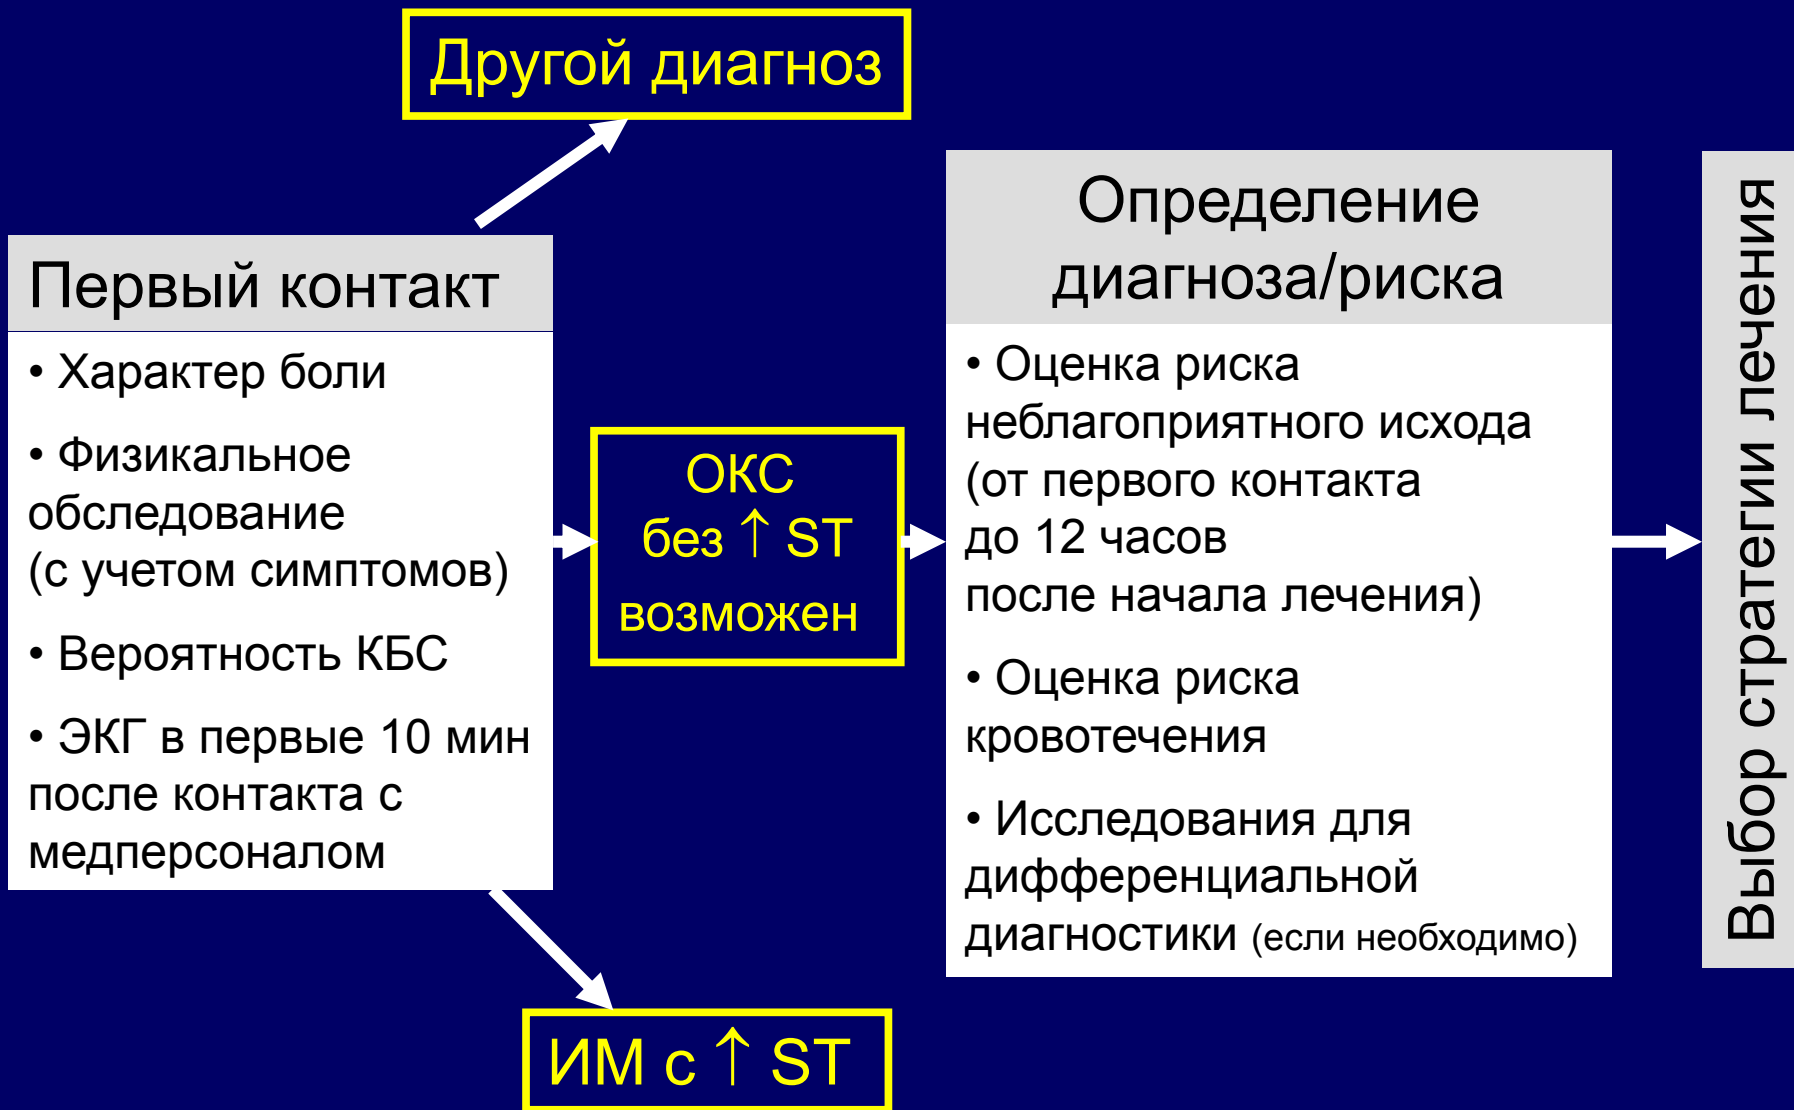 Другой диагноз
Первый контакт
• Характер боли
• Физикальное
обследование
(с учетом симптомов)
• Вероятность КБС
• ЭКГ в первые 10 мин
после контакта с
медперсоналом
ОКС
без ↑ ST
возможен
ИМ с ↑ ST
Определение
диагноза/риска
• Оценка риска
неблагоприятного исхода
(от первого контакта
до 12 часов
после начала лечения)
• Оценка риска
кровотечения
• Исследования для
дифференциальной
диагностики (если необходимо)
Выбор стратегии лечения